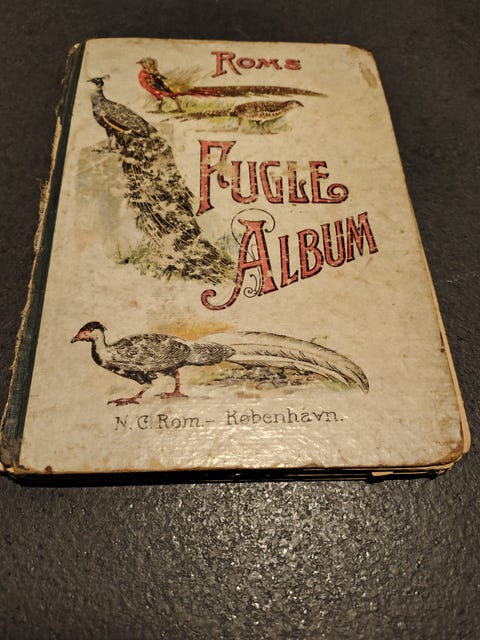 ROMS
FUGLE
ALBUM
N. C. Rom.- København.